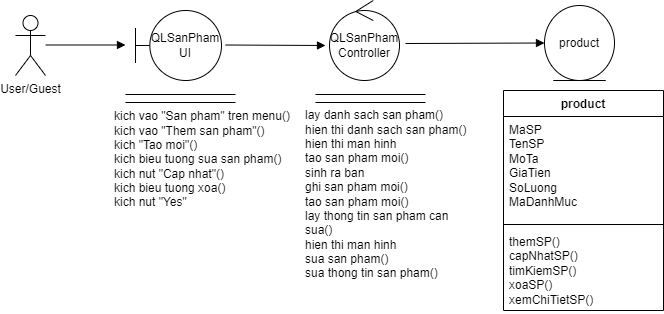 User/Guest
QLSanPham
UI
QLSanPham
Controller
product
kich vao "San pham" tren menu()
kich vao "Them san pham"()
kich "Tao moi"()
kich bieu tuong sua san pham()
kich nut "Cap nhat"()
kich bieu tuong xoa()
kich nut "Yes"
lay danh sach san pham()
hien thi danh sach san pham()
hien thi man hinh
tao san pham moi()
sinh ra ban
ghi san pham moi()
tao san pham moi()
lay thong tin san pham can
sua()
hien thi man hinh
sua san pham()
sua thong tin san pham()
product
MaSP
TenSP
MoTa
GiaTien
SoLuong
MaDanhMuc
themSP()
capNhatSP()
timKiemSP()
xoaSP()
xemChiTietSP()